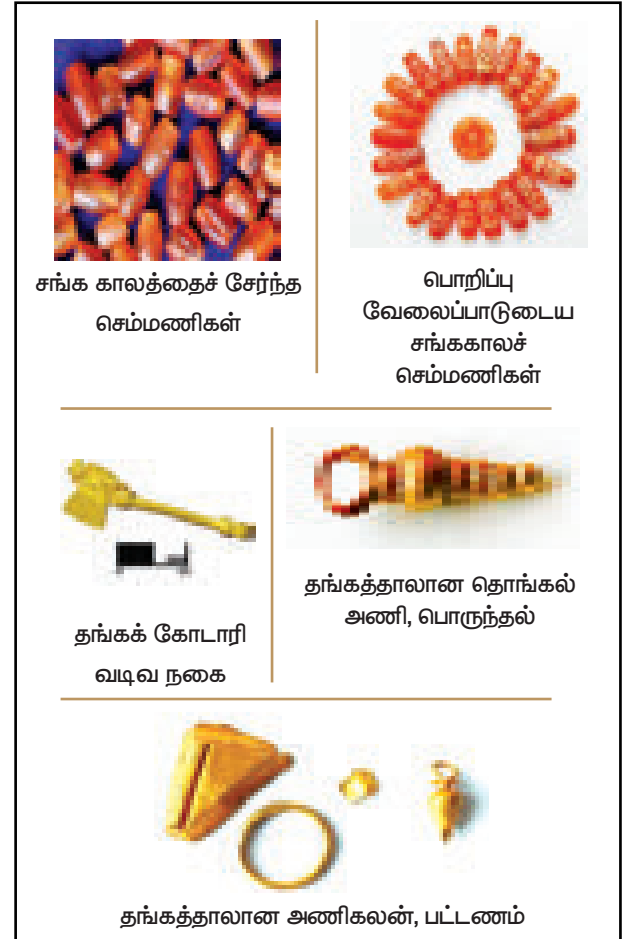 சங்க காலத்தைச் சேர்ந்த
செம்மணிகள்
பொறிப்பு
வேலைப்பாடுடைய
சங்ககாலச்
செம்மணிகள்
தங்கக் கோடாரி
வடிவ நகை
தங்கத்தாலான தொங்கல்
அணி, பொருந்தல்
தங்கத்தாலான அணிகலன், பட்டணம்